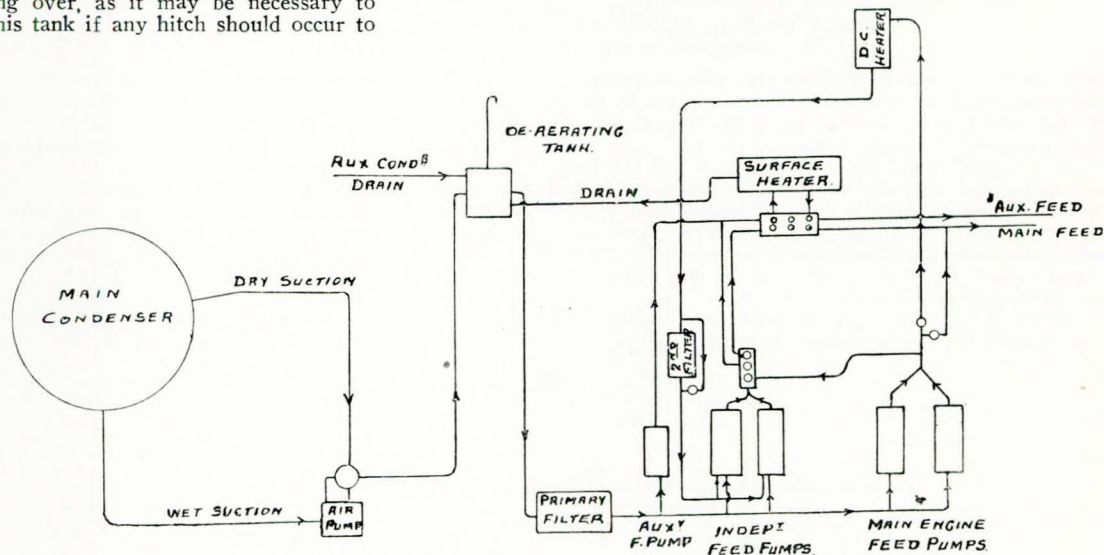 ng over, as it may be necessary to
his tank if any hitch should occur to
D.C.
HEATER
DE-AERATING
TANK.
AUX CONDR
DRAIN
SURFACE
HEATER.
DRAIN
AUX. FEED
MAIN FEED
MAIN
CONDENSER
DRY SUCTION
2ND
FILTER
WET SUCTION
AIR
PUMP
PRIMARY
FILTER
AUXY
F. PUMP
INDEPT
FEED PUMPS.
MAIN ENGINE
FEED PUMPS.